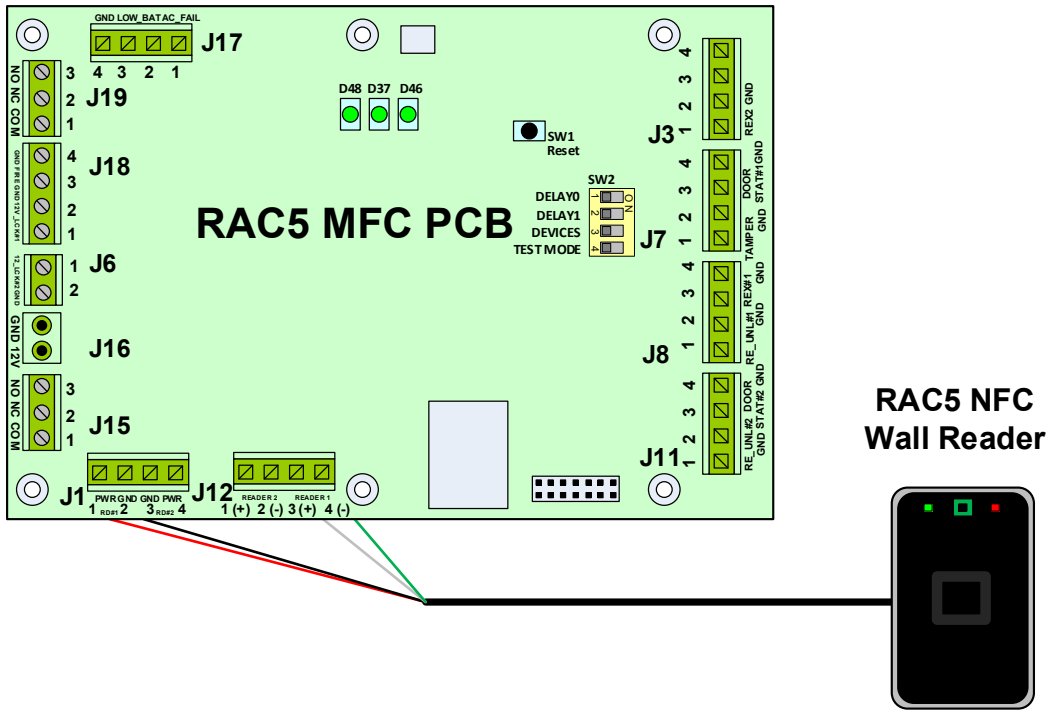 GND LOW_BAT AC_FAIL
J17
4 3 2 1
NO NC COM
3
2
1
J19
GND FIRE GND 12V_LCK#1
4
3
2
1
J18
12_LCK#2 GND
1
2
J6
GND 12V
J16
NO NC COM
3
2
1
J15
D48 D37 D46
SW1
Reset
SW2
DELAY0
DELAY1
DEVICES
TEST MODE
1
2
3
4
ON
RAC5 MFC PCB
4
3
2
1
J3
REX2 GND
4
3
2
1
J7
DOOR
STAT#1 GND
TAMPER
GND
4
3
2
1
J8
REX#1 GND
RE_UNL#1 GND
4
3
2
1
J11
RE_UNL#2 DOOR
GND STAT#2 GND
J1
PWR GND GND PWR
1 RD#1 2 3 RD#2 4
J12
READER 2 READER 1
1 (+) 2 (-) 3 (+) 4 (-)
RAC5 NFC
Wall Reader